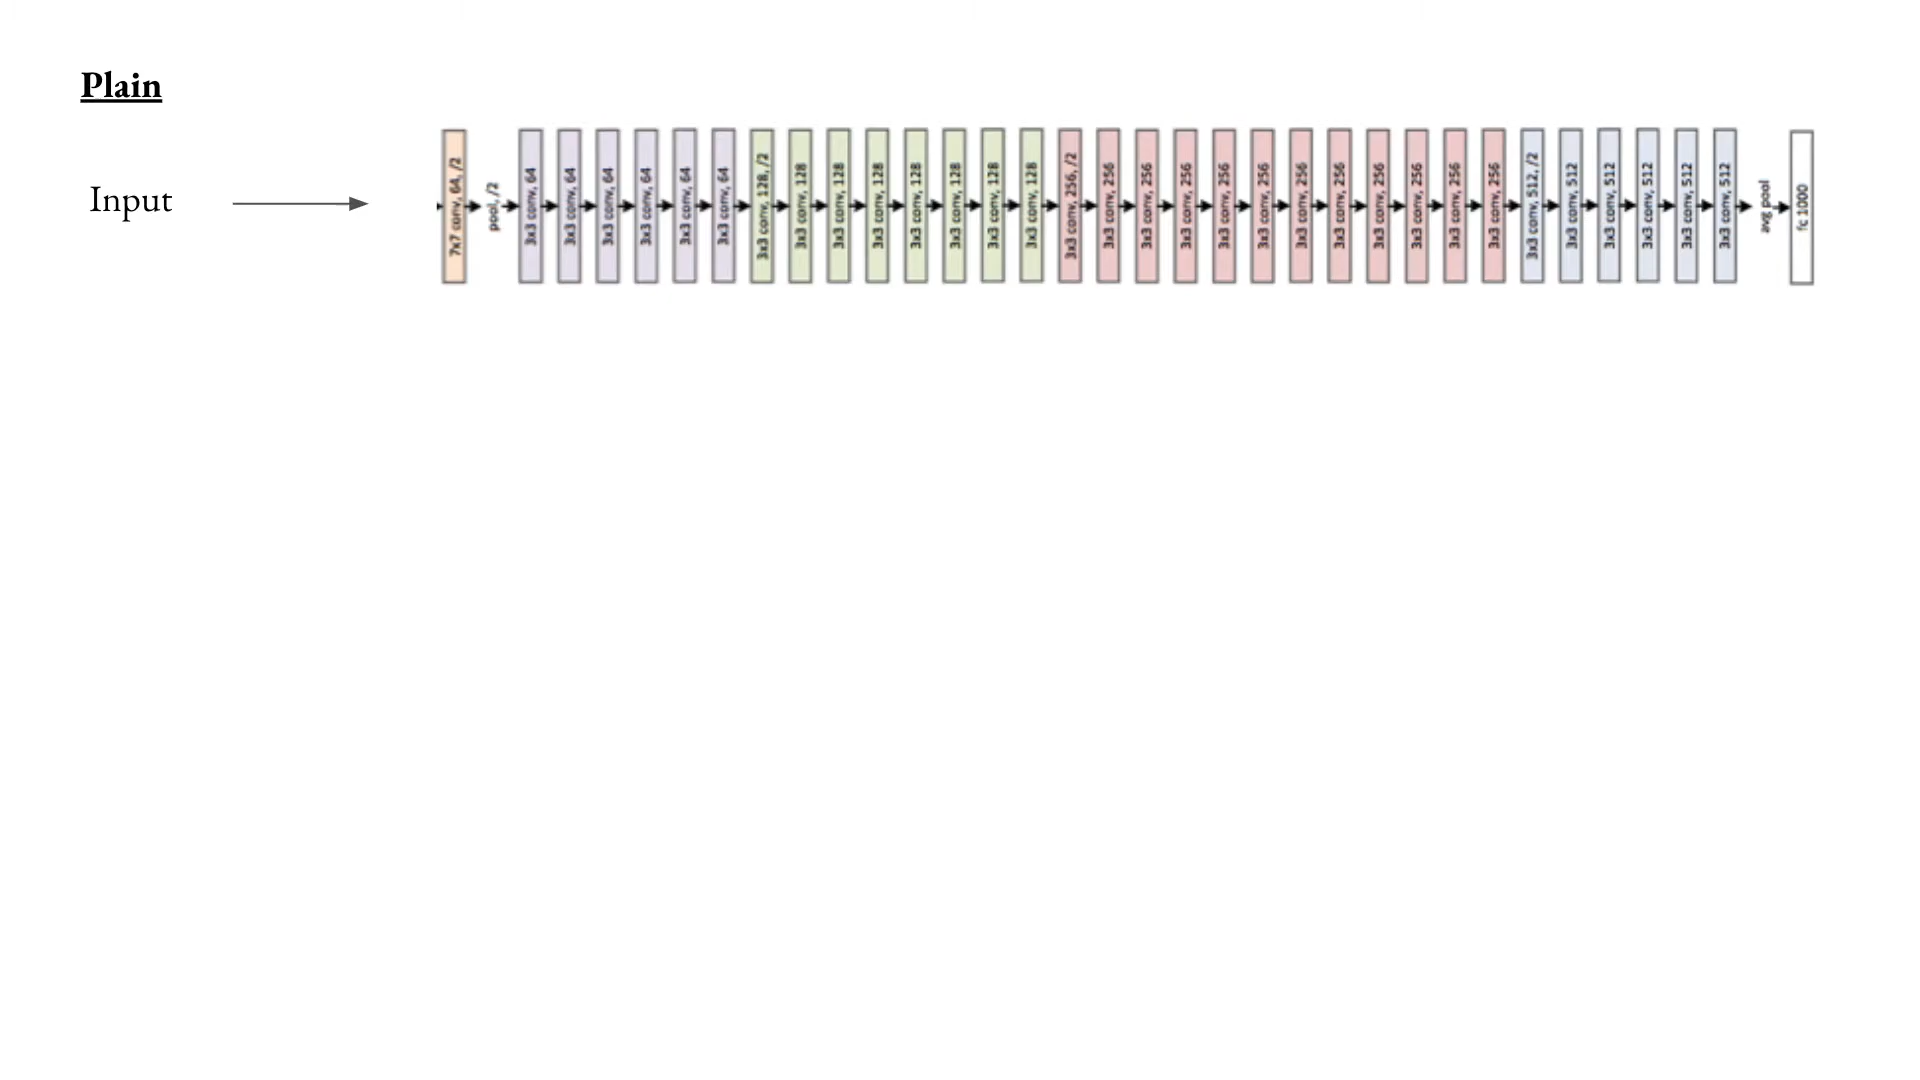 Plain
Input
7x7 conv, 64, /2
pool, /2
3x3 conv, 64
3x3 conv, 64
3x3 conv, 64
3x3 conv, 64
3x3 conv, 64
3x3 conv, 64
3x3 conv, 128, /2
3x3 conv, 128
3x3 conv, 128
3x3 conv, 128
3x3 conv, 128
3x3 conv, 128
3x3 conv, 128
3x3 conv, 128
3x3 conv, 256, /2
3x3 conv, 256
3x3 conv, 256
3x3 conv, 256
3x3 conv, 256
3x3 conv, 256
3x3 conv, 256
3x3 conv, 256
3x3 conv, 256
3x3 conv, 256
3x3 conv, 256
3x3 conv, 256
3x3 conv, 512, /2
3x3 conv, 512
3x3 conv, 512
3x3 conv, 512
3x3 conv, 512
3x3 conv, 512
avg pool
fc 1000